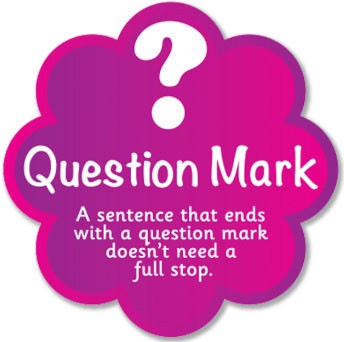 ?
Question Mark
A sentence that ends
with a question mark
doesn't need a
full stop.